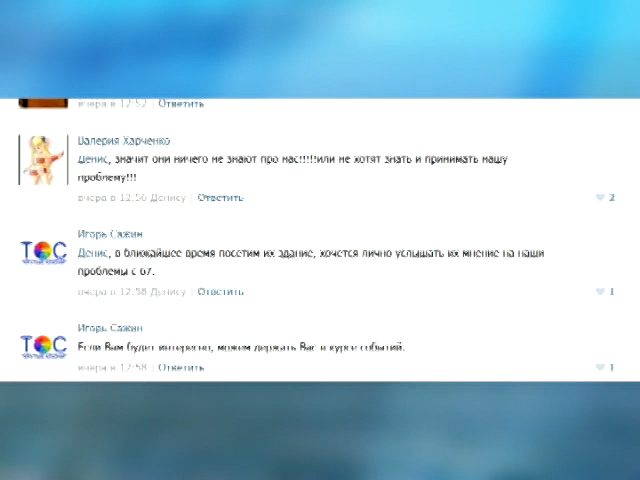 вчера в 12:52 | Ответить
Валерия Харченко
Денис, значит они ничего не знают про нас!!!!!или не хотят знать и принимать нашу
проблему!!!
вчера в 12:56 Денису | Ответить
2
Игорь Сажин
Денис, в ближайшее время посетим их здание, хочется лично услышать их мнение на наши
проблемы с 67.
вчера в 12:58 Денису | Ответить
1
ТОС
Игорь Сажин
Если Вам будет интересно, можем держать Вас в курсе событий.
вчера в 12:58 | Ответить
1
ТОС